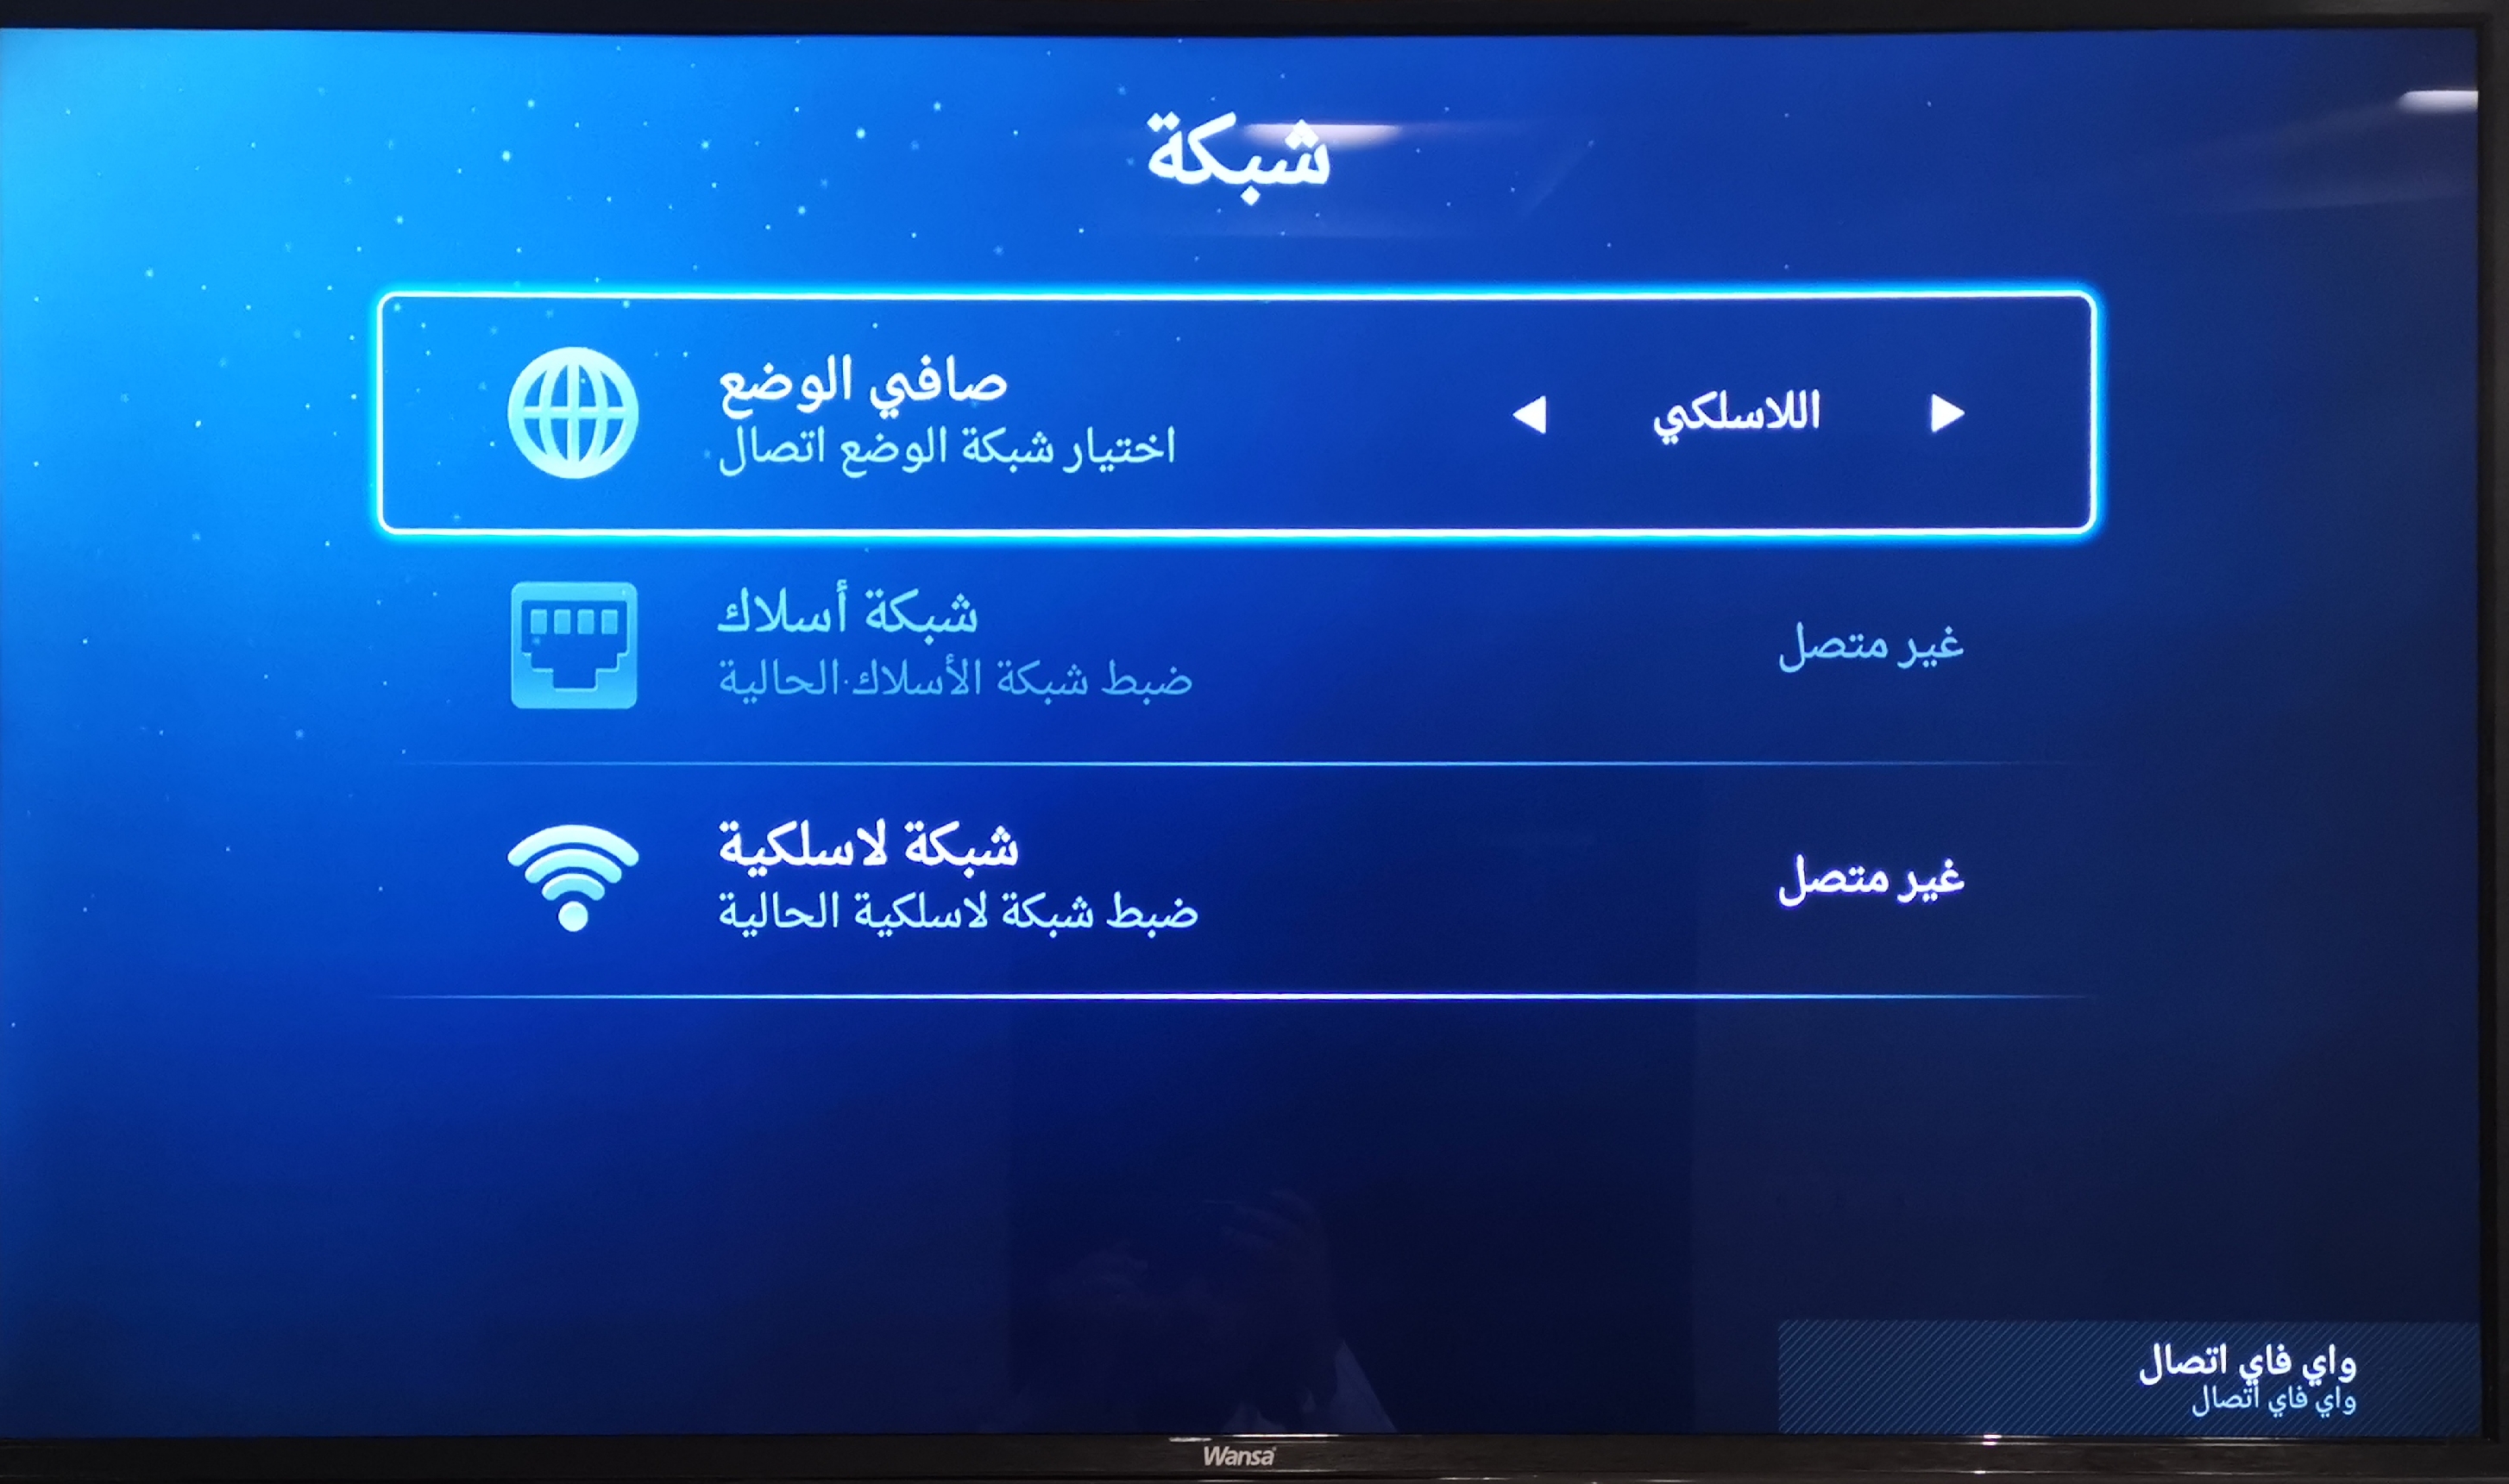 شبكة
صافي الوضع
اختيار شبكة الوضع اتصال
اللاسلكي
شبكة أسلاك
ضبط شبكة الأسلاك الحالية
غير متصل
شبكة لاسلكية
ضبط شبكة لاسلكية الحالية
غير متصل
واي فاي اتصال
واي فاي اتصال
Wansa